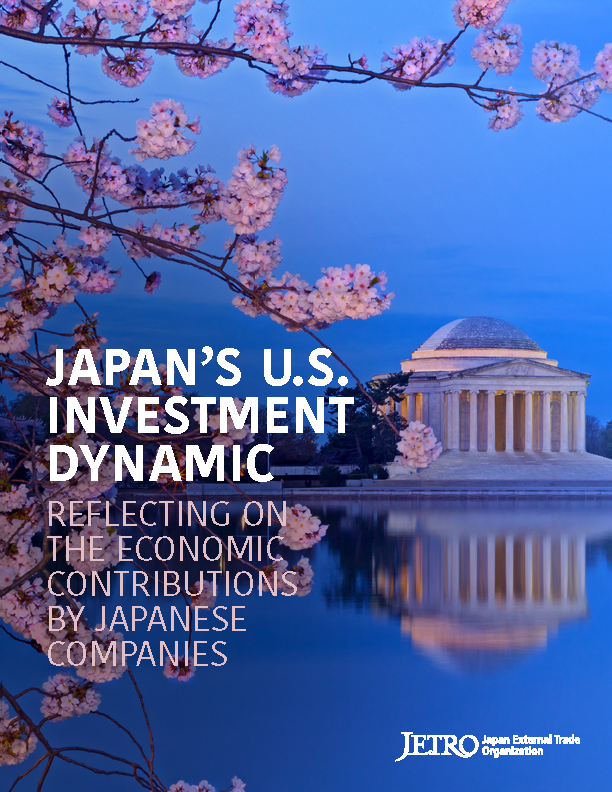 JAPAN’S U.S.
INVESTMENT
DYNAMIC
REFLECTING ON
THE ECONOMIC
CONTRIBUTIONS
BY JAPANESE
COMPANIES
JETRO Japan External Trade
Organization